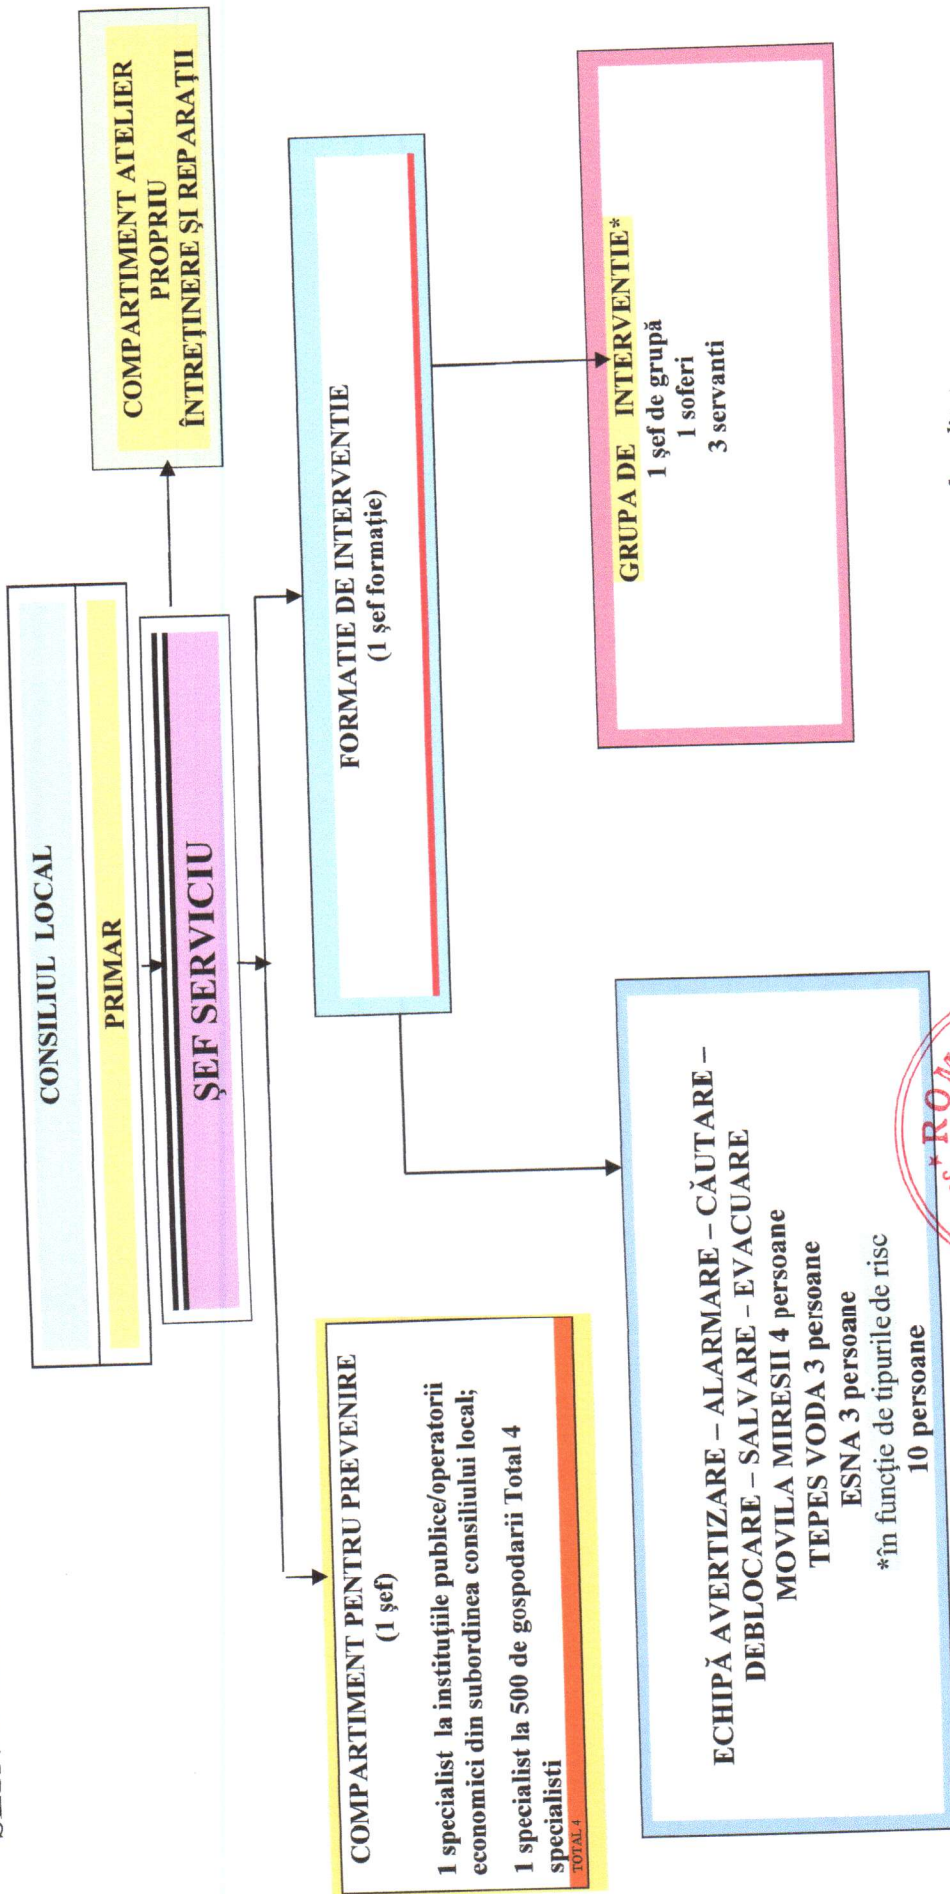 CONSILIUL LOCAL
PRIMAR
ŞEF SERVICIU
COMPARTIMENT ATELIER
PROPRIU
ÎNTREŢINERE ŞI REPARAŢII
COMPARTIMENT PENTRU PREVENIRE
(1 şef)
1 specialist la instituţiile publice/operatorii
economici din subordinea consiliului local;
1 specialist la 500 de gospodarii Total 4
specialisti
TOTAL 4
FORMATIE DE INTERVENTIE
(1 şef formaţie)
ECHIPĂ AVERTIZARE – ALARMARE – CĂUTARE –
DEBLOCARE – SALVARE - EVACUARE
MOVILA MIRESII 4 persoane
TEPES VODA 3 persoane
ESNA 3 persoane
*în funcţie de tipurile de risc
10 persoane
GRUPA DE INTERVENTIE*
1 şef de grupă
1 soferi
3 servanti